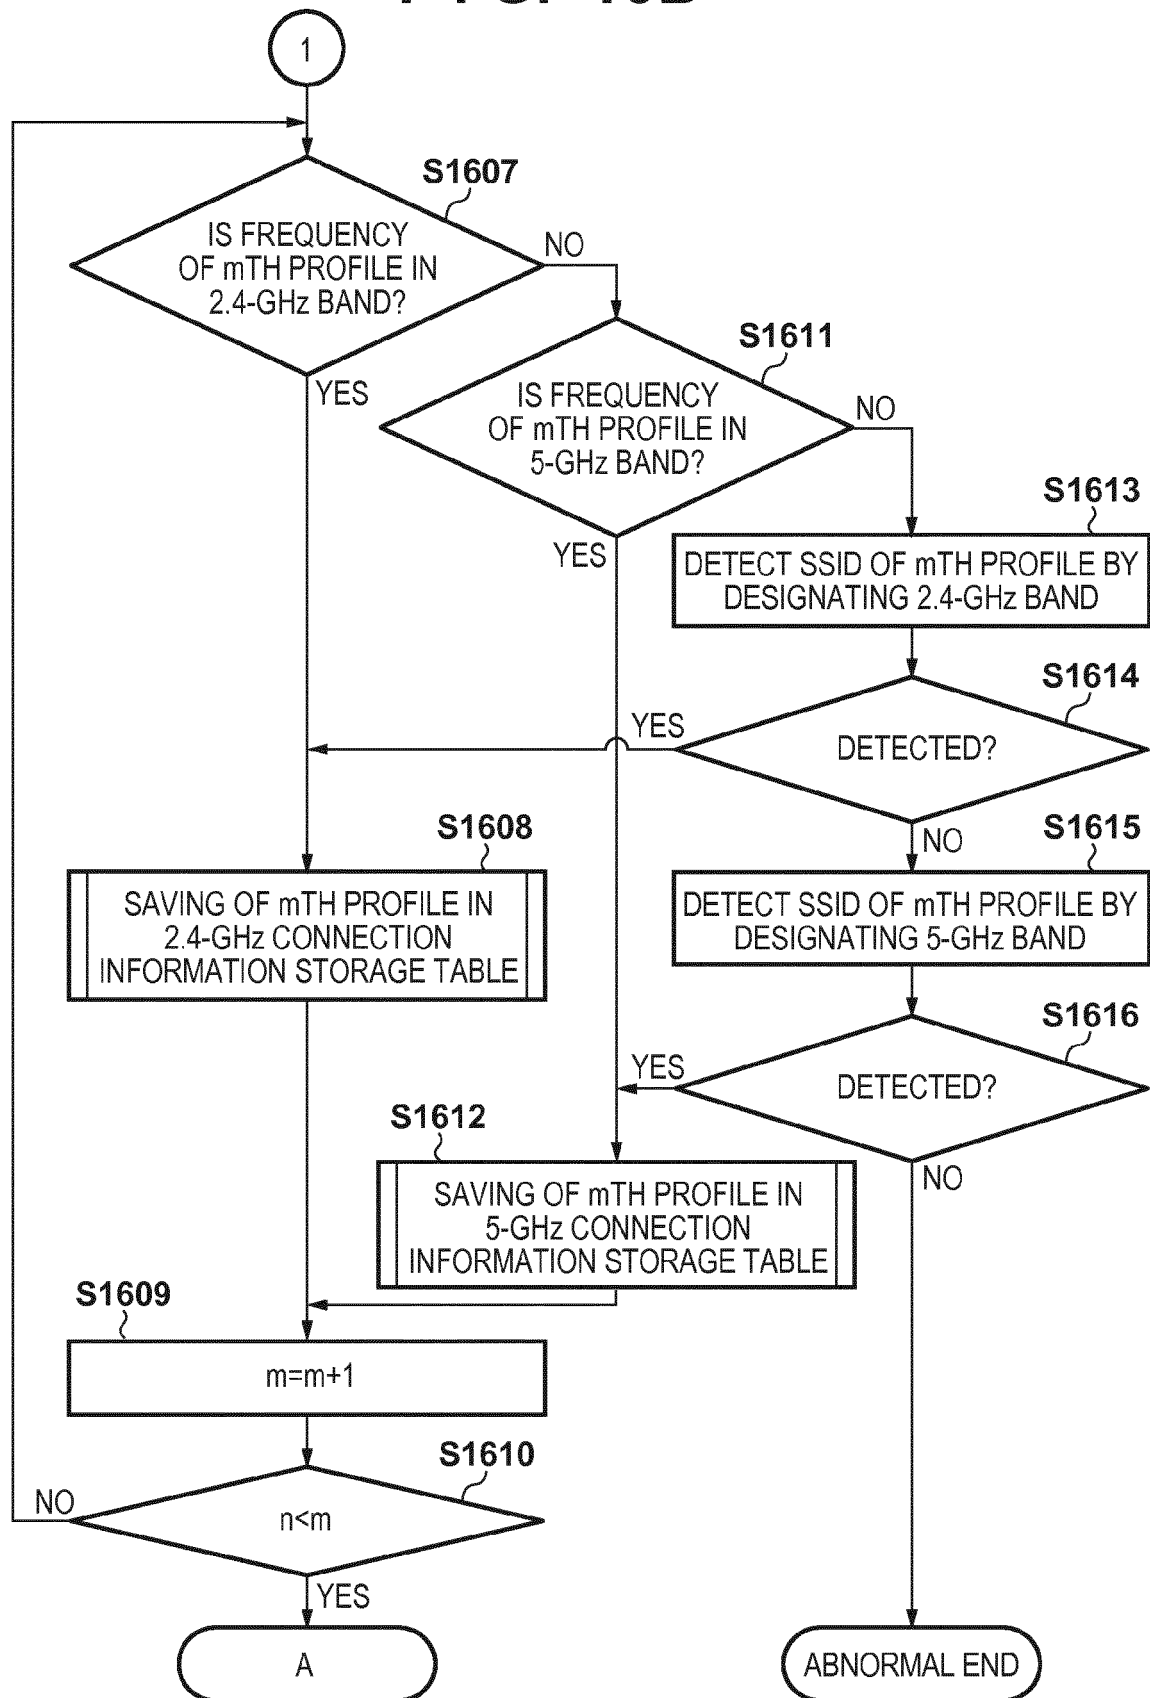 1
S1607
IS FREQUENCY
OF mTH PROFILE IN
2.4-GHz BAND?
NO
YES
S1611
IS FREQUENCY
OF mTH PROFILE IN
5-GHz BAND?
NO
YES
S1613
DETECT SSID OF mTH PROFILE BY
DESIGNATING 2.4-GHz BAND
S1614
DETECTED?
YES
NO
S1608
SAVING OF mTH PROFILE IN
2.4-GHz CONNECTION
INFORMATION STORAGE TABLE
S1615
DETECT SSID OF mTH PROFILE BY
DESIGNATING 5-GHz BAND
S1616
DETECTED?
YES
NO
S1612
SAVING OF mTH PROFILE IN
5-GHz CONNECTION
INFORMATION STORAGE TABLE
S1609
m=m+1
S1610
n<m
NO
YES
A
ABNORMAL END